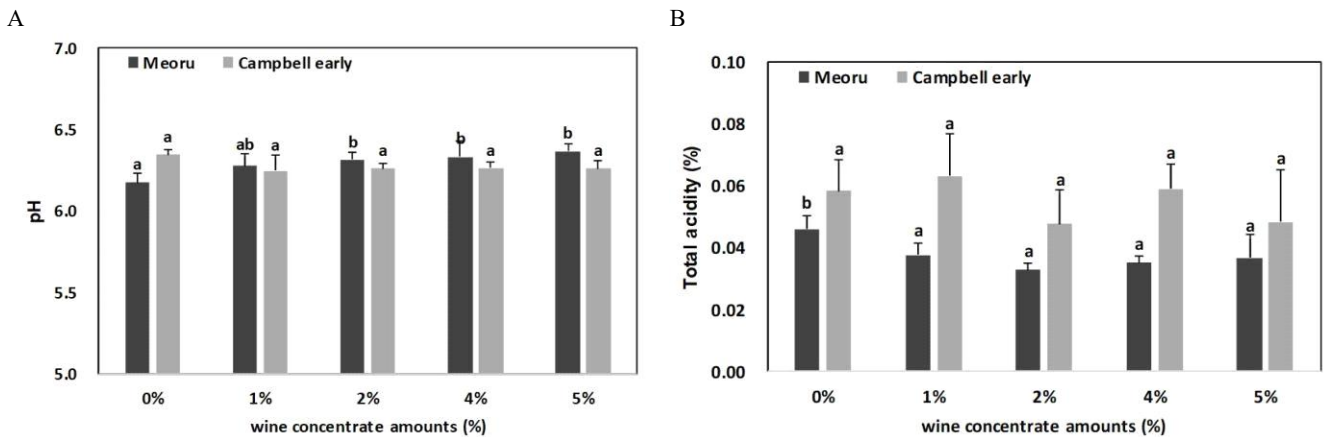 A
7.0
6.5
6.0
5.5
5.0
pH
Meoru Campbell early
a a ab a b a b a b a
0% 1% 2% 4% 5%
wine concentrate amounts (%)
B
0.10
0.08
0.06
0.04
0.02
0.00
Total acidity (%)
Meoru Campbell early
b a a a a a a a a a
0% 1% 2% 4% 5%
wine concentrate amounts (%)